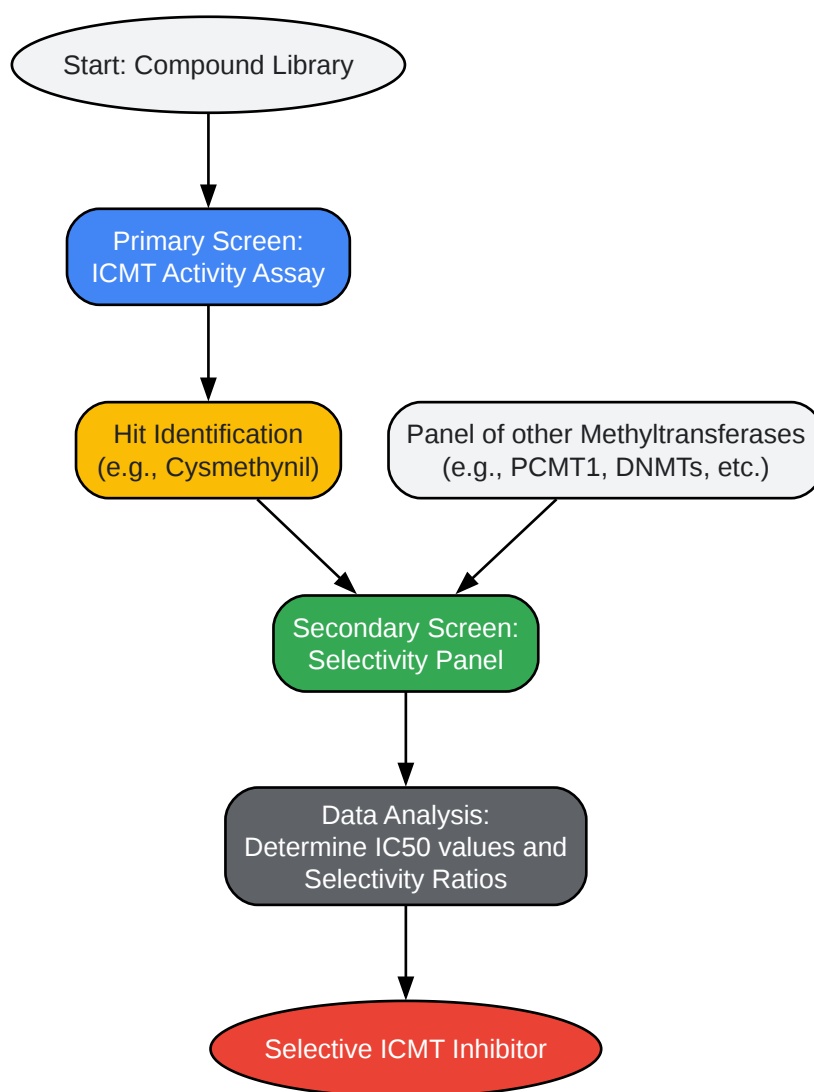 Start: Compound Library
Primary Screen:
ICMT Activity Assay
Hit Identification
(e.g., Cysmethynil)
Panel of other Methyltransferases
(e.g., PCMT1, DNMTs, etc.)
Secondary Screen:
Selectivity Panel
Data Analysis:
Determine IC50 values and
Selectivity Ratios
Selective ICMT Inhibitor